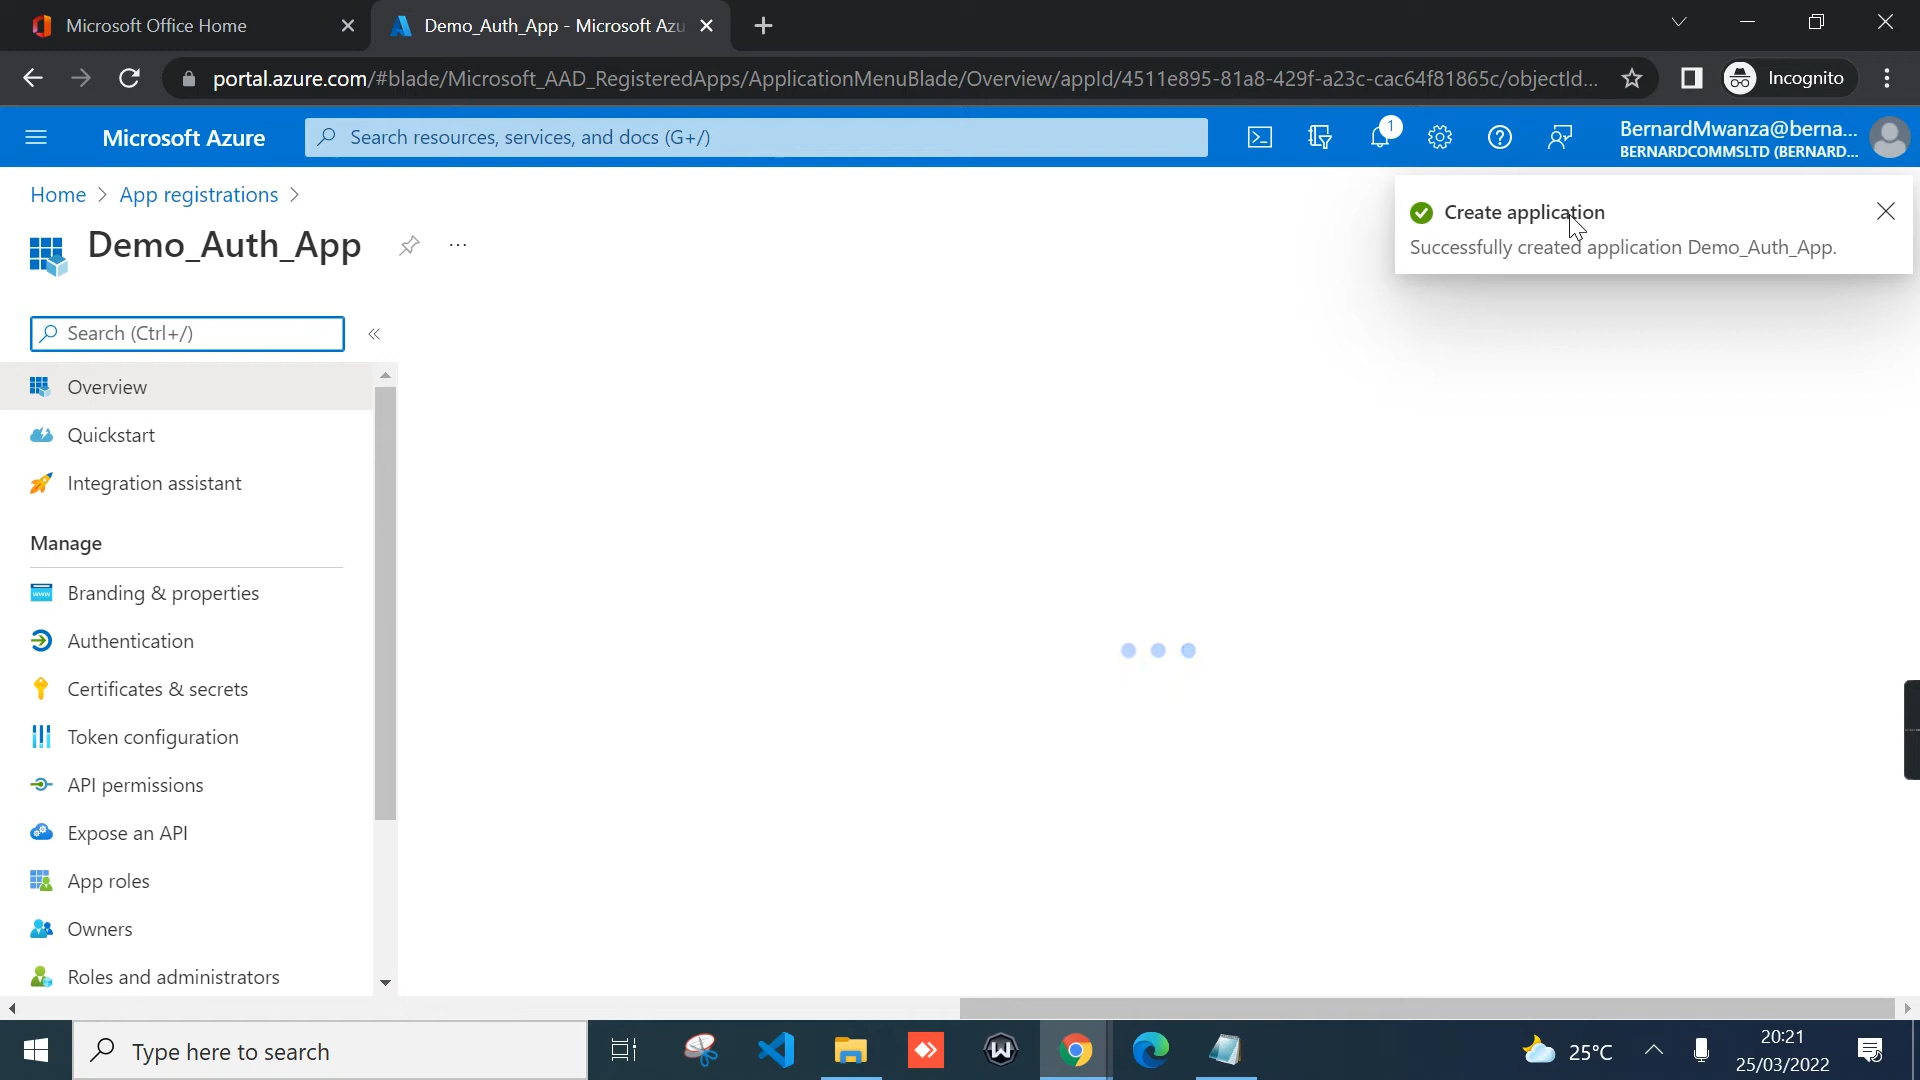 Microsoft Office Home
Demo_Auth_App - Microsoft Azu
portal.azure.com/#blade/Microsoft_AAD_RegisteredApps/ApplicationMenuBlade/Overview/appId/4511e895-81a8-429f-a23c-cac64f81865c/objectId...
Incognito
Microsoft Azure
Search resources, services, and docs (G+/)
1
BernardMwanza@berna...
BERNARDCOMMSLTD (BERNARD...
Home > App registrations >
Demo_Auth_App
...
Create application
Successfully created application Demo_Auth_App.
Search (Ctrl+/)
«
Overview
Quickstart
Integration assistant
Manage
Branding & properties
Authentication
Certificates & secrets
Token configuration
API permissions
Expose an API
App roles
Owners
Roles and administrators
Type here to search
25°C
20:21
25/03/2022